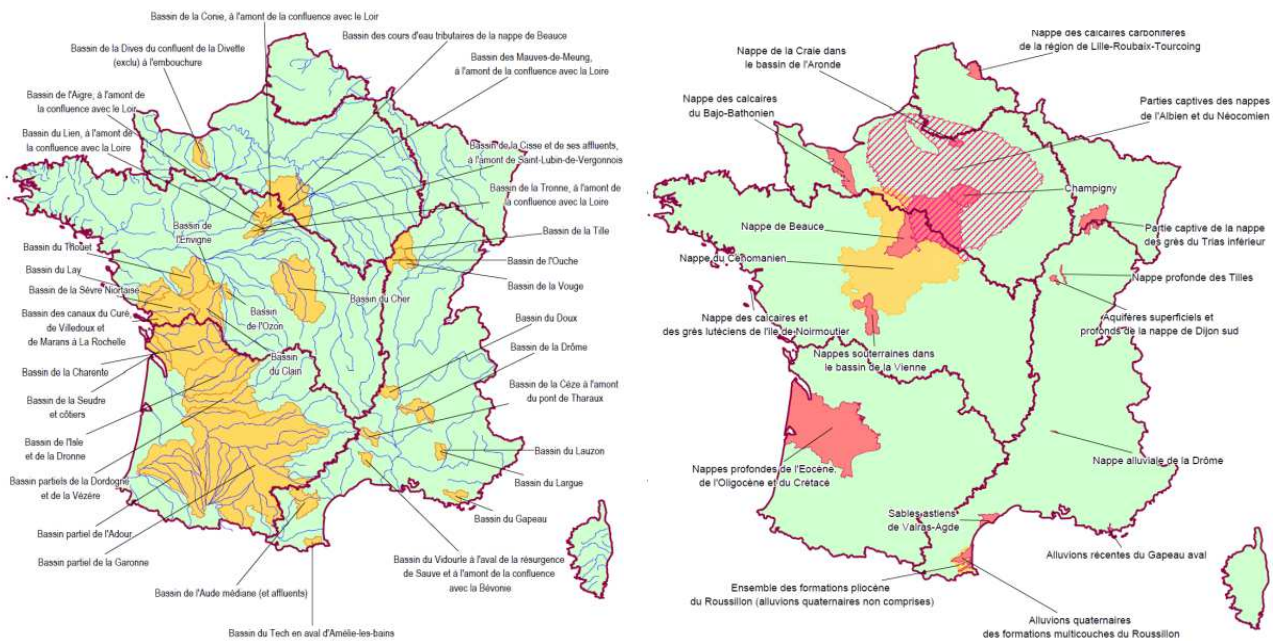 Bassin de la Conie, à l'amont de la confluence avec le Loir
Bassin de la Dives du confluent de la Divette
(exclu) à l'embouchure
Bassin des cours d'eau tributaires de la nappe de Beauce
Bassin des Mauves-de-Meung,
à l'amont de la confluence avec la Loire
Bassin de l'Aigre, à l'amont de
la confluence avec le Loir
Bassin du Lien, à l'amont de
la confluence avec la Loire
Bassin de la Cisse et de ses affluents,
à l'amont de Saint-Lubin-de-Vergonnois
Bassin de la Tronne, à l'amont de
la confluence avec la Loire
Bassin de
l'Envigne
Bassin de la Tille
Bassin du Thouet
Bassin de l'Ouche
Bassin du Lay
Bassin de la Vouge
Bassin de la Sèvre Niortaise
Bassin du Cher
Bassin des canaux du Curé,
de Villedoux et
de Marans à La Rochelle
Bassin
de l'Ozon
Bassin du Doux
Bassin de la Drôme
Bassin
du Clain
Bassin de la Charente
Bassin de la Cèze à l'amont
du pont de Tharaux
Bassin de la Seudre
et côtiers
Bassin de l'Isle
et de la Dronne
Bassin du Lauzon
Bassin partiels de la Dordogne
et de la Vézère
Bassin du Largue
Bassin du Gapeau
Bassin partiel de l'Adour
Bassin partiel de la Garonne
Bassin du Vidourle à l'aval de la résurgence
de Sauve et à l'amont de la confluence
avec la Bévonie
Bassin de l'Aude médiane (et affluents)
Bassin du Tech en aval d'Amélie-les-bains
Nappe des calcaires carbonifères
de la région de Lille-Roubaix-Tourcoing
Nappe de la Craie dans
le bassin de l'Aronde
Nappe des calcaires
du Bajo-Bathonien
Parties captives des nappes
de l'Albien et du Néocomien
Champigny
Nappe de Beauce
Partie captive de la nappe
des grès du Trias inférieur
Nappe du Cénomanien
Nappe profonde des Tilles
Nappe des calcaires et
des grès lutéciens de l'île de Noirmoutier
Aquifères superficiels et
profonds de la nappe de Dijon sud
Nappes souterraines dans
le bassin de la Vienne
Nappes profondes de l'Eocène,
de l'Oligocène et du Crétacé
Nappe alluviale de la Drôme
Sables astiens
de Valras-Agde
Alluvions récentes du Gapeau aval
Ensemble des formations pliocène
du Roussillon (alluvions quaternaires non comprises)
Alluvions quaternaires
des formations multicouches du Roussillon